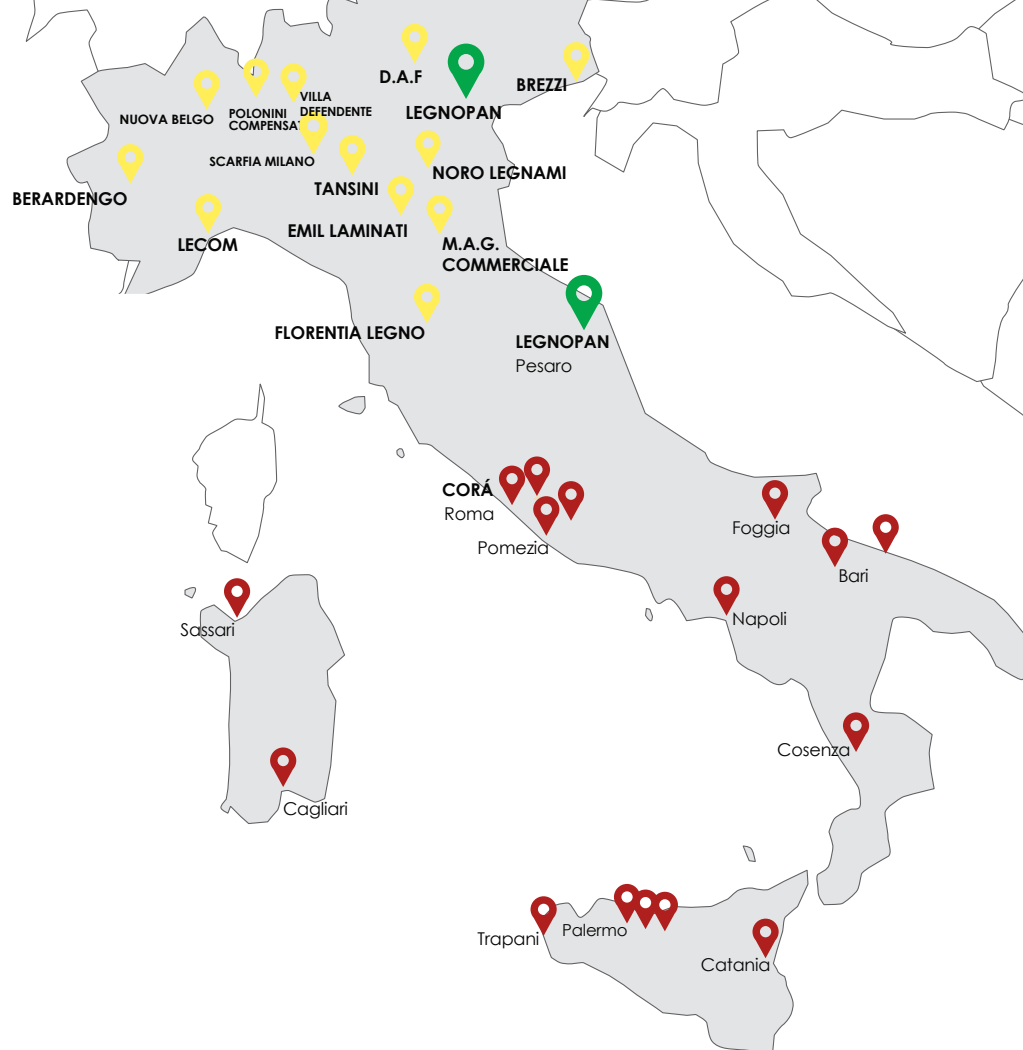 D.A.F
BREZZI
LEGNOPAN
VILLA
DEFENDENTE
NUOVA BELGO
POLONINI
COMPENSAT
SCARFIA MILANO
NORO LEGNAMI
TANSINI
BERARDENGO
EMIL LAMINATI
LECOM
M.A.G.
COMMERCIALE
FLORENTIA LEGNO
LEGNOPAN
Pesaro
CORÁ
Roma
Pomezia
Foggia
Bari
Napoli
Sassari
Cosenza
Cagliari
Trapani
Palermo
Catania